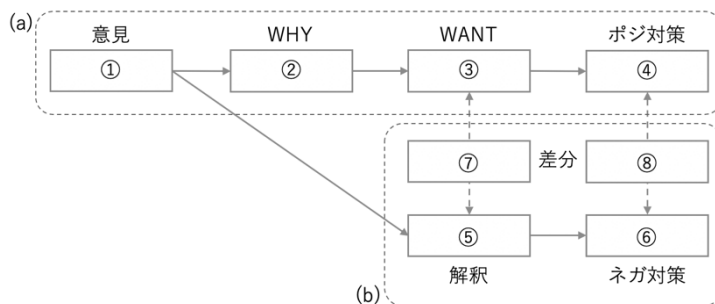 (a)
意見 WHY WANT ポジ対策
① ② ③ ④
⑦ 差分 ⑧
⑤ ⑥
解釈 ネガ対策
(b)